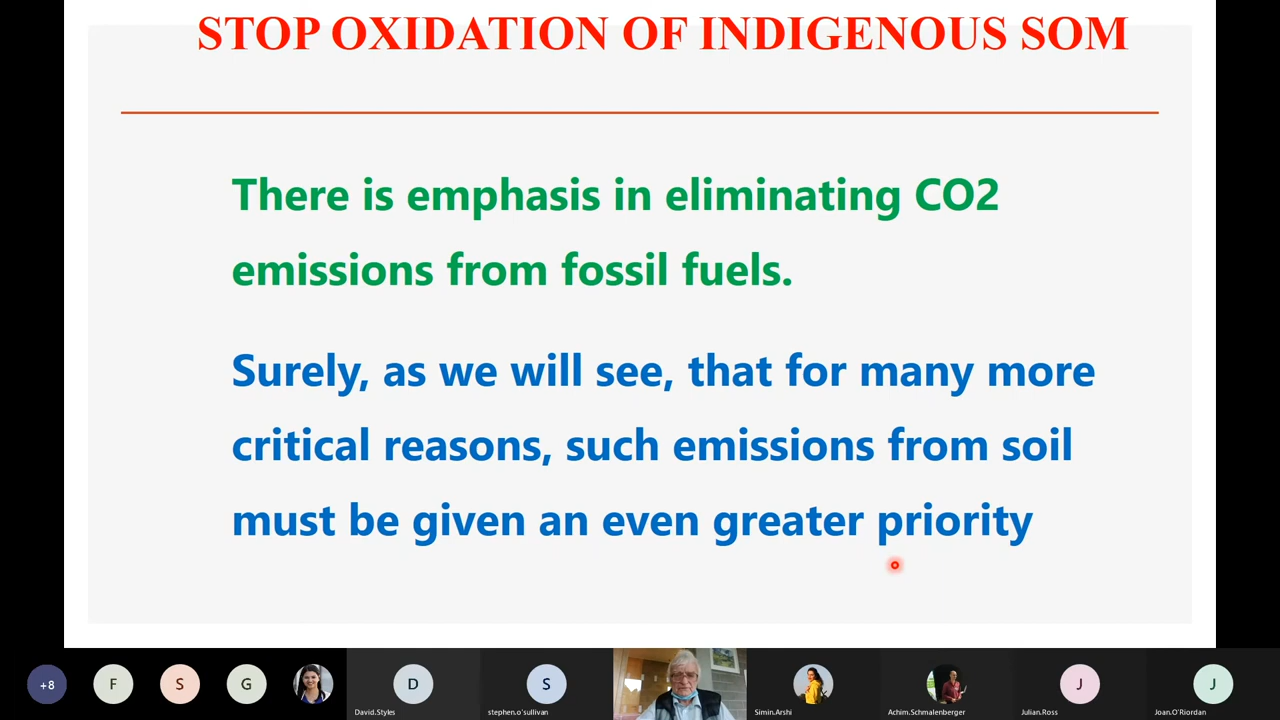 STOP OXIDATION OF INDIGENOUS SOM
There is emphasis in eliminating CO2
emissions from fossil fuels.
Surely, as we will see, that for many more
critical reasons, such emissions from soil
must be given an even greater priority
+8
F
S
G
D
S
J
J
David.Styles
stephen.o'sullivan
Simin.Arshi
Achim.Schmalenberger
Julian.Ross
Joan.O'Riordan